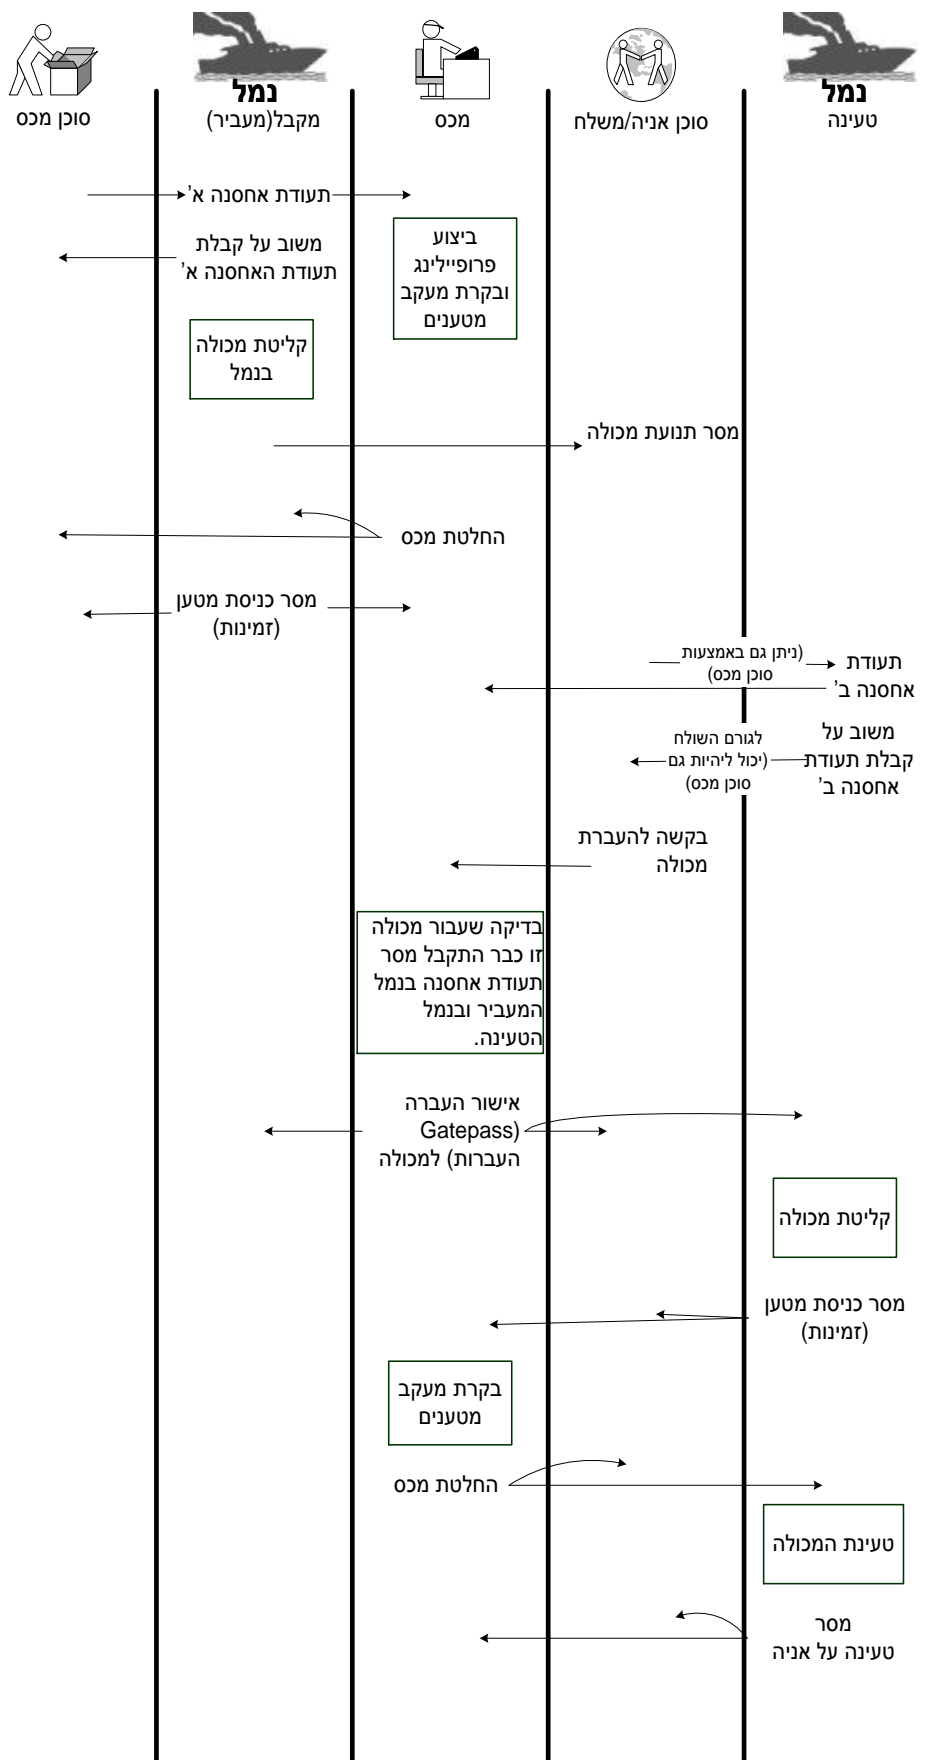 סוכן מכס
נמל
מקבל(מעביר)
מכס
סוכן אניה/משלח
נמל
טעינה
תעודת אחסנה א'
משוב על קבלת
תעודת האחסנה א'
ביצוע
פרופיילינג
ובקרת מעקב
מטענים
קליטת מכולה
בנמל
מסר תנועת מכולה
החלטת מכס
מסר כניסת מטען
(זמינות)
(ניתן גם באמצעות
סוכן מכס)
תעודת
אחסנה ב'
לגורם השולח
(יכול ליהיות גם
סוכן מכס)
משוב על
קבלת תעודת
אחסנה ב'
בקשה להעברת
מכולה
בדיקה שעבור מכולה
זו כבר התקבל מסר
תעודת אחסנה בנמל
המעביר ובנמל
הטעינה.
אישור העברה
(Gatepass
העברות) למכולה
קליטת מכולה
מסר כניסת מטען
(זמינות)
בקרת מעקב
מטענים
החלטת מכס
טעינת המכולה
מסר
טעינה על אניה